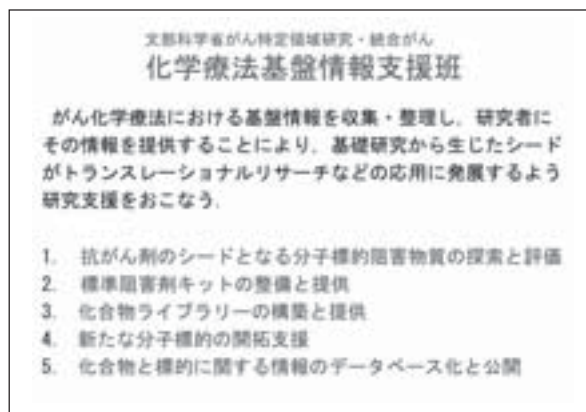 文部科学省がん特定領域研究・統合がん
化学療法基盤情報支援班
がん化学療法における基盤情報を収集・整理し，研究者に
その情報を提供することにより，基礎研究から生じたシード
がトランスレーショナルリサーチなどの応用に発展するよう
研究支援をおこなう．
1. 抗がん剤のシードとなる分子標的阻害物質の探索と評価
2. 標準阻害剤キットの整備と提供
3. 化合物ライブラリーの構築と提供
4. 新たな分子標的の開拓支援
5. 化合物と標的に関する情報のデータベース化と公開